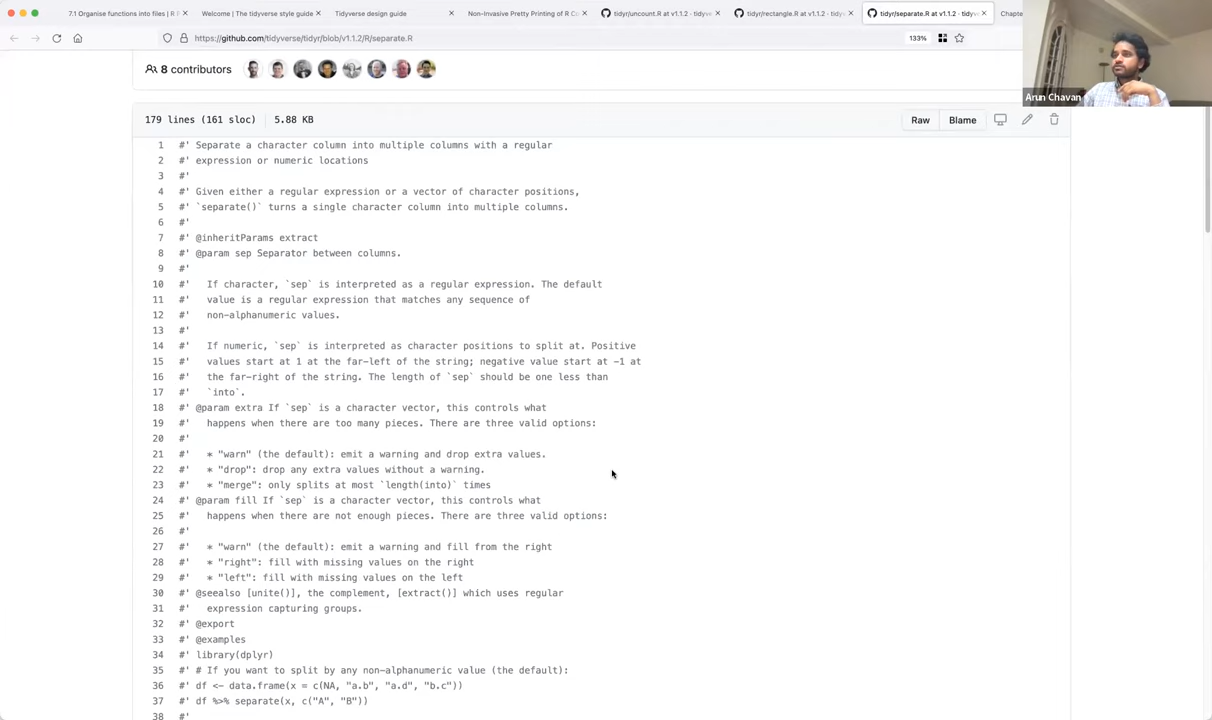 7.1 Organise functions into files | R P
Welcome | The tidyverse style guide
Tidyverse design guide
Non-Invasive Pretty Printing of R C
tidyr/uncount.R at v1.1.2 · tidyve
tidyr/rectangle.R at v1.1.2 · tidy
tidyr/separate.R at v1.1.2 · tidyv
Chapte
https://github.com/tidyverse/tidyr/blob/v1.1.2/R/separate.R
133%
Arun Chavan
8 contributors
179 lines (161 sloc) 5.88 KB
Raw Blame
1 #' Separate a character column into multiple columns with a regular
2 #' expression or numeric locations
3 #'
4 #' Given either a regular expression or a vector of character positions,
5 #' `separate()` turns a single character column into multiple columns.
6 #'
7 #' @inheritParams extract
8 #' @param sep Separator between columns.
9 #'
10 #' If character, `sep` is interpreted as a regular expression. The default
11 #' value is a regular expression that matches any sequence of
12 #' non-alphanumeric values.
13 #'
14 #' If numeric, `sep` is interpreted as character positions to split at. Positive
15 #' values start at 1 at the far-left of the string; negative value start at -1 at
16 #' the far-right of the string. The length of `sep` should be one less than
17 #' `into`.
18 #' @param extra If `sep` is a character vector, this controls what
19 #' happens when there are too many pieces. There are three valid options:
20 #'
21 #' * "warn" (the default): emit a warning and drop extra values.
22 #' * "drop": drop any extra values without a warning.
23 #' * "merge": only splits at most `length(into)` times
24 #' @param fill If `sep` is a character vector, this controls what
25 #' happens when there are not enough pieces. There are three valid options:
26 #'
27 #' * "warn" (the default): emit a warning and fill from the right
28 #' * "right": fill with missing values on the right
29 #' * "left": fill with missing values on the left
30 #' @seealso [unite()], the complement, [extract()] which uses regular
31 #' expression capturing groups.
32 #' @export
33 #' @examples
34 #' library(dplyr)
35 #' # If you want to split by any non-alphanumeric value (the default):
36 #' df <- data.frame(x = c(NA, "a.b", "a.d", "b.c"))
37 #' df %>% separate(x, c("A", "B"))
38 #'